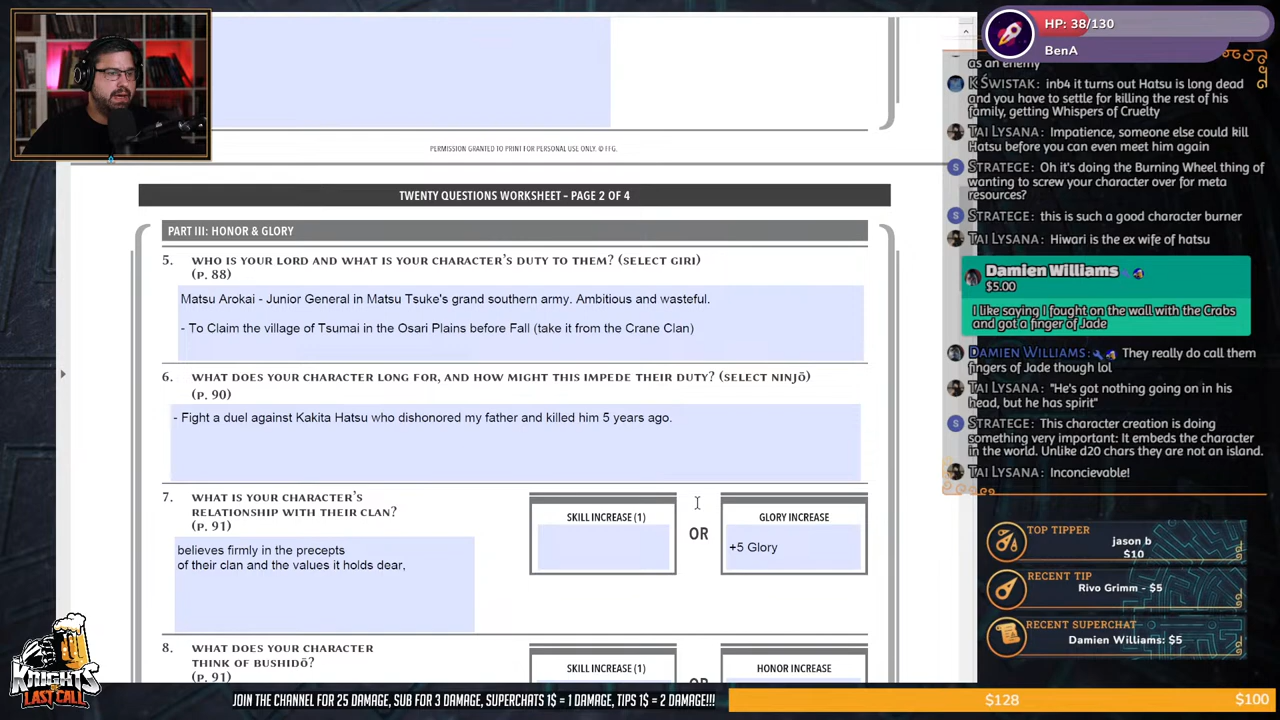 PERMISSION GRANTED TO PRINT FOR PERSONAL USE ONLY. © FFG.
TWENTY QUESTIONS WORKSHEET – PAGE 2 OF 4
PART III: HONOR & GLORY
5. WHO IS YOUR LORD AND WHAT IS YOUR CHARACTER'S DUTY TO THEM? (SELECT GIRI)
(P. 88)
Matsu Arokai - Junior General in Matsu Tsuke's grand southern army. Ambitious and wasteful.
- To Claim the village of Tsumai in the Osari Plains before Fall (take it from the Crane Clan)
6. WHAT DOES YOUR CHARACTER LONG FOR, AND HOW MIGHT THIS IMPEDE THEIR DUTY? (SELECT NINJŌ)
(P. 90)
- Fight a duel against Kakita Hatsu who dishonored my father and killed him 5 years ago.
7. WHAT IS YOUR CHARACTER'S
RELATIONSHIP WITH THEIR CLAN?
(P. 91)
believes firmly in the precepts
of their clan and the values it holds dear,
SKILL INCREASE (1)
OR
GLORY INCREASE
+5 Glory
8. WHAT DOES YOUR CHARACTER
THINK OF BUSHIDŌ?
(P. 91)
SKILL INCREASE (1)
HONOR INCREASE
HP: 38/130
BenA
as an enemy
K ŚWISTAK: inb4 it turns out Hatsu is long dead
and you have to settle for killing the rest of his
family, getting Whispers of Cruelty
TAI LYSANA: Impatience, someone else could kill
Hatsu before you can even meet him again
S STRATEGE: Oh it's doing the Burning Wheel thing of
wanting to screw your character over for meta
resources?
S STRATEGE: this is such a good character burner
TAI LYSANA: Hiwari is the ex wife of hatsu
Damien Williams
$5.00
I like saying I fought on the wall with the Crabs
and got a finger of Jade
DAMIEN WILLIAMS: They really do call them
fingers of Jade though lol
TAI LYSANA: "He's got nothing going on in his
head, but he has spirit"
S STRATEGE: This character creation is doing
something very important: It embeds the character
in the world. Unlike d20 chars they are not an island.
TAI LYSANA: Inconcievable!
TOP TIPPER
jason b
$10
RECENT TIP
Rivo Grimm - $5
RECENT SUPERCHAT
Damien Williams: $5
KNIGHTS
OF
LAST CALL
JOIN THE CHANNEL FOR 25 DAMAGE, SUB FOR 3 DAMAGE, SUPERCHATS 1$ = 1 DAMAGE, TIPS 1$ = 2 DAMAGE!!!
$128
$100